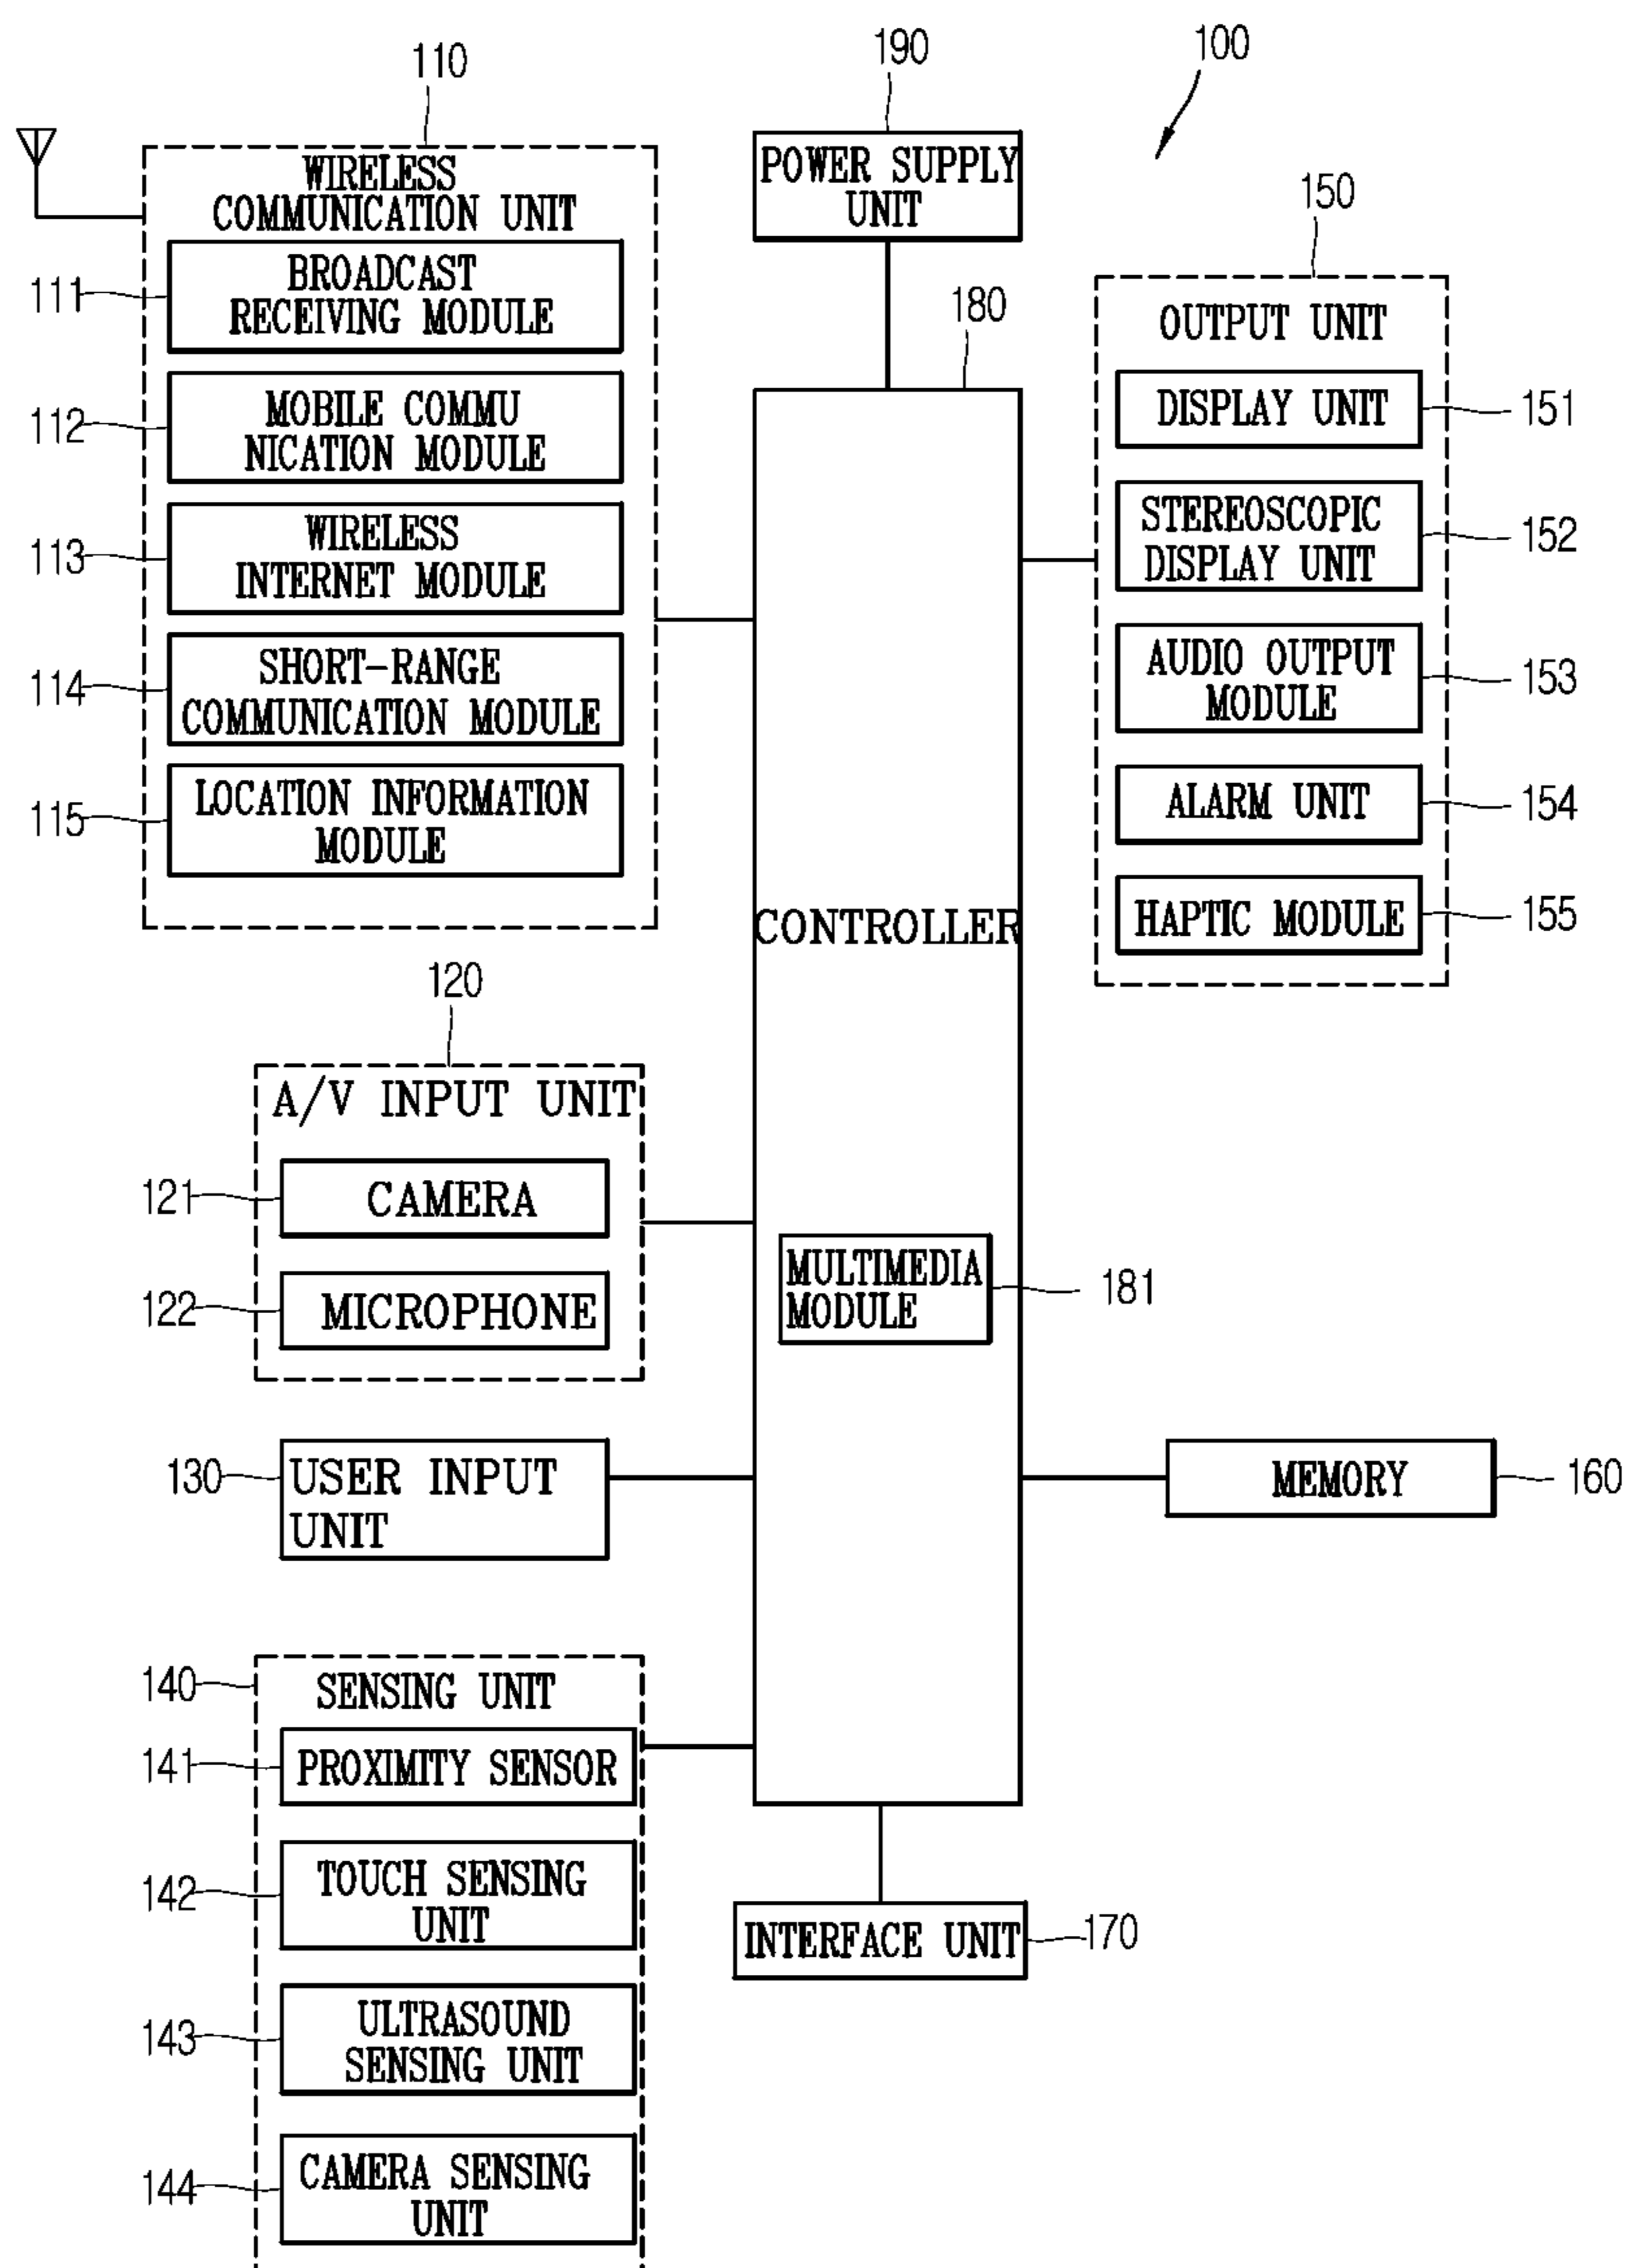 100
110
WIRELESS
COMMUNICATION UNIT
111
BROADCAST
RECEIVING MODULE
112
MOBILE COMMU
NICATION MODULE
113
WIRELESS
INTERNET MODULE
114
SHORT-RANGE
COMMUNICATION MODULE
115
LOCATION INFORMATION
MODULE
120
A/V INPUT UNIT
121
CAMERA
122
MICROPHONE
130
USER INPUT
UNIT
140
SENSING UNIT
141
PROXIMITY SENSOR
142
TOUCH SENSING
UNIT
143
ULTRASOUND
SENSING UNIT
144
CAMERA SENSING
UNIT
190
POWER SUPPLY
UNIT
180
CONTROLLER
MULTIMEDIA
MODULE
181
INTERFACE UNIT
170
150
OUTPUT UNIT
DISPLAY UNIT
151
STEREOSCOPIC
DISPLAY UNIT
152
AUDIO OUTPUT
MODULE
153
ALARM UNIT
154
HAPTIC MODULE
155
MEMORY
160